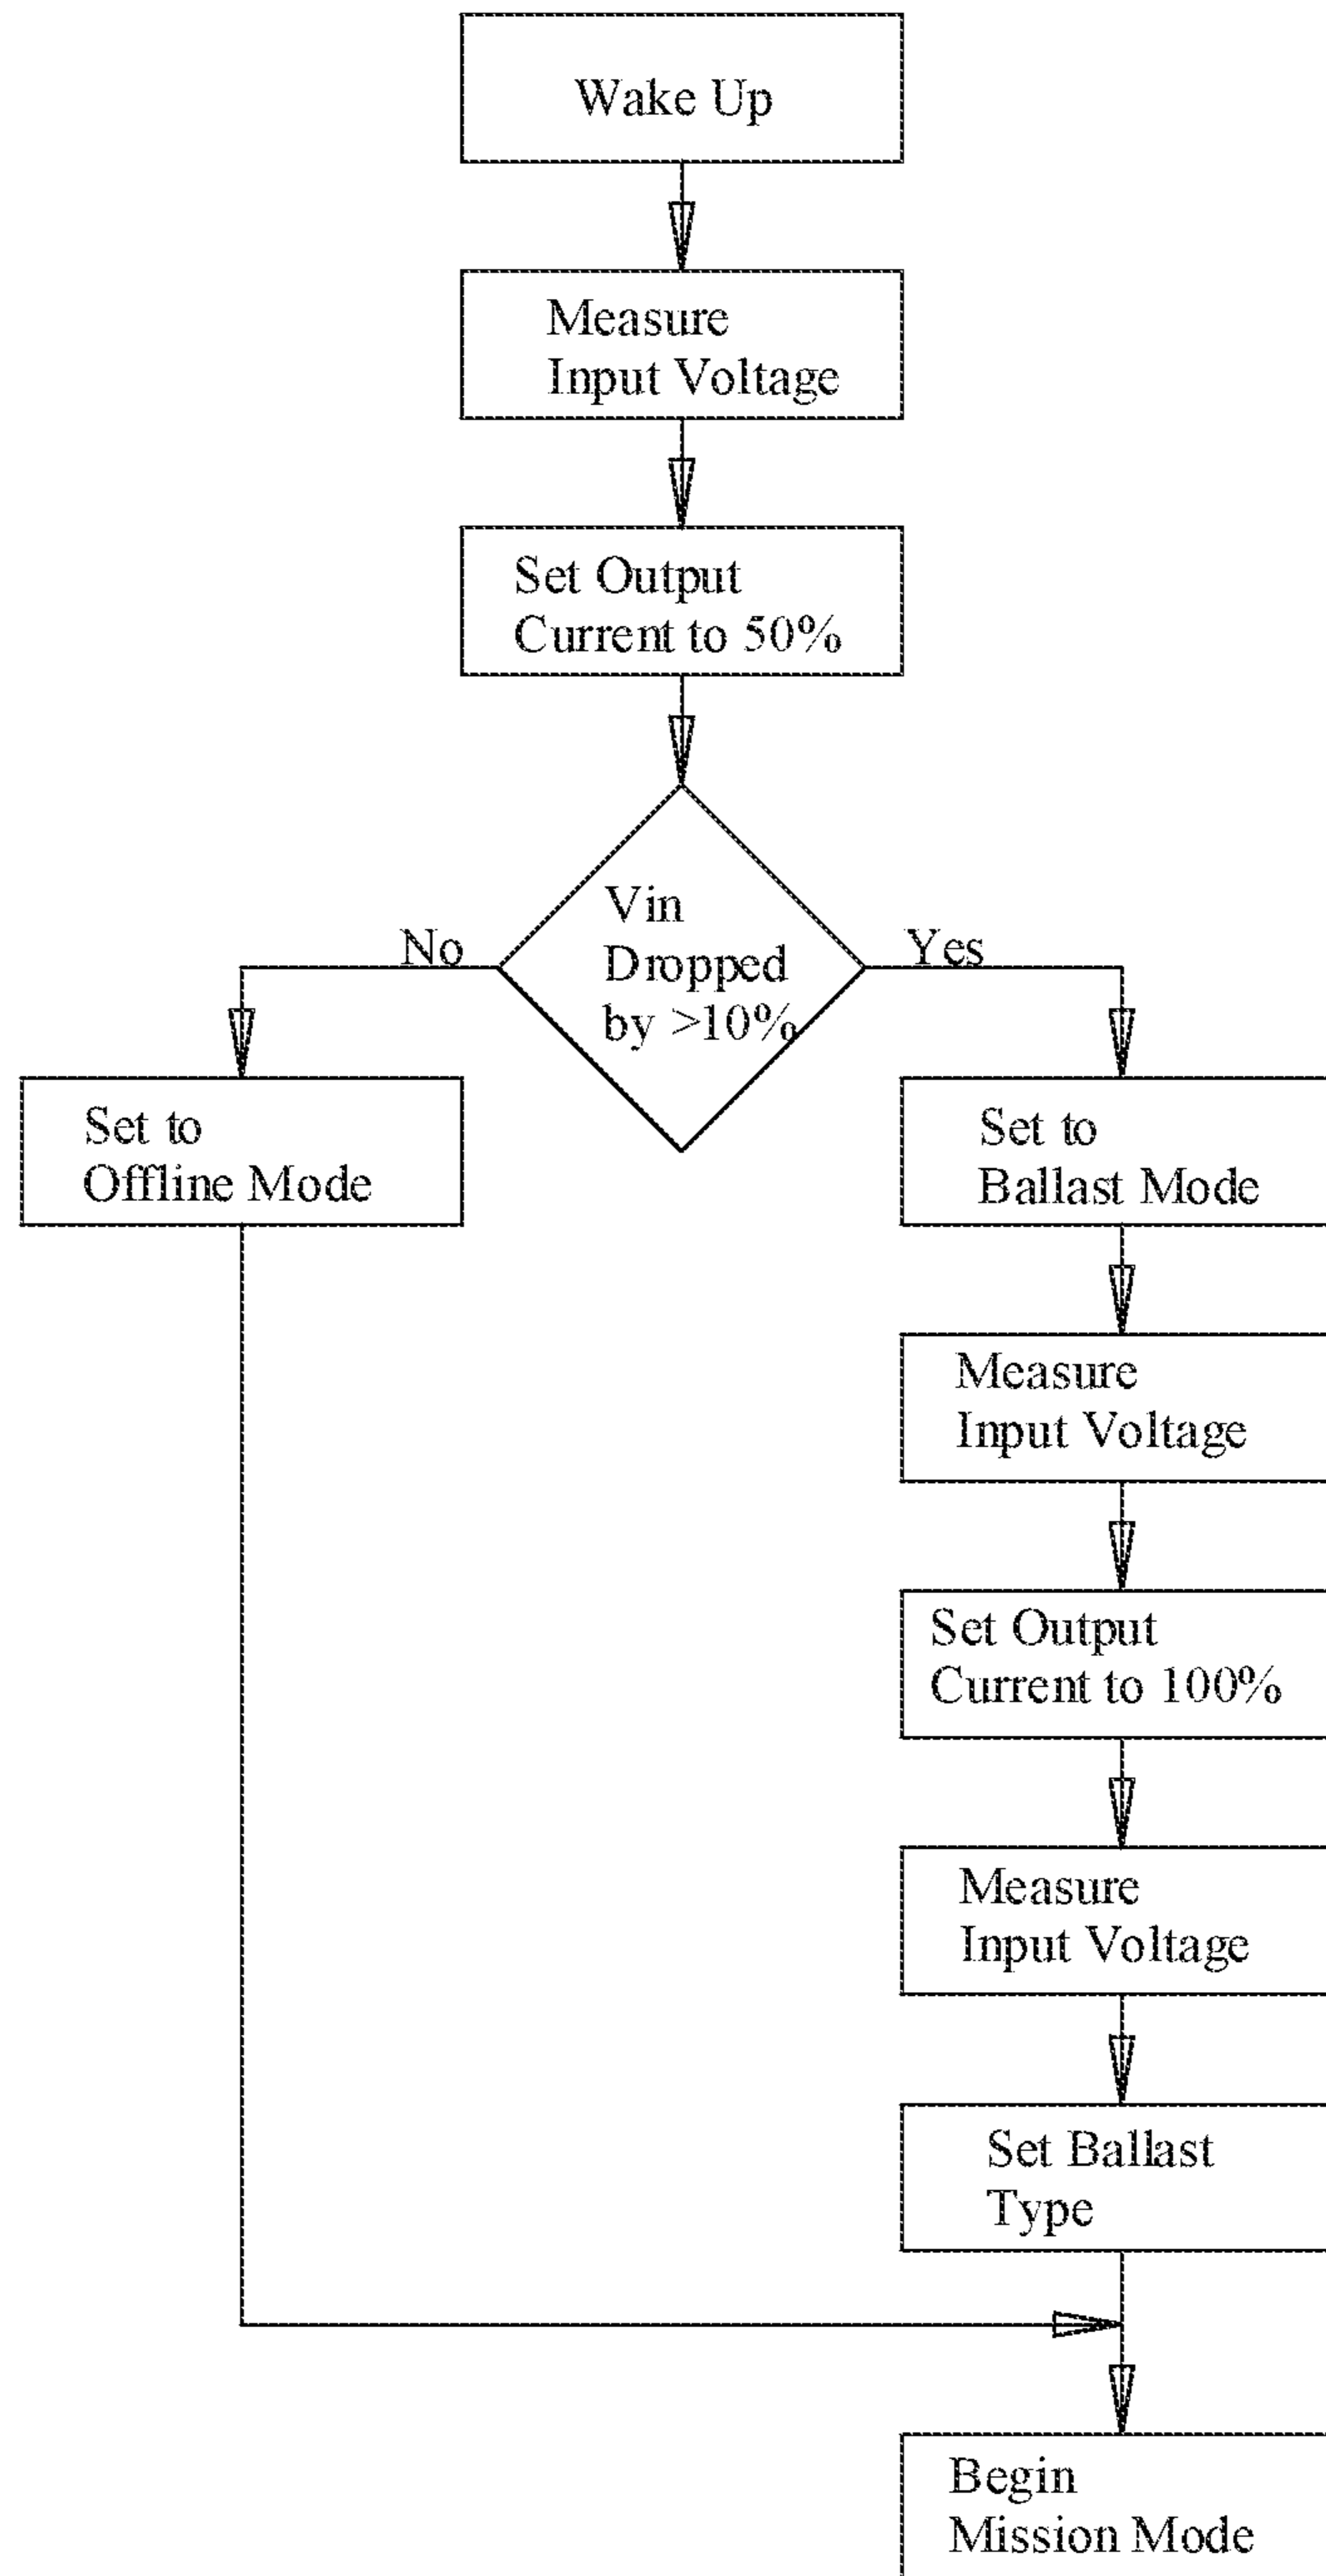 Wake Up
Measure
Input Voltage
Set Output
Current to 50%
Vin
Dropped
by >10%
No
Yes
Set to
Offline Mode
Set to
Ballast Mode
Measure
Input Voltage
Set Output
Current to 100%
Measure
Input Voltage
Set Ballast
Type
Begin
Mission Mode